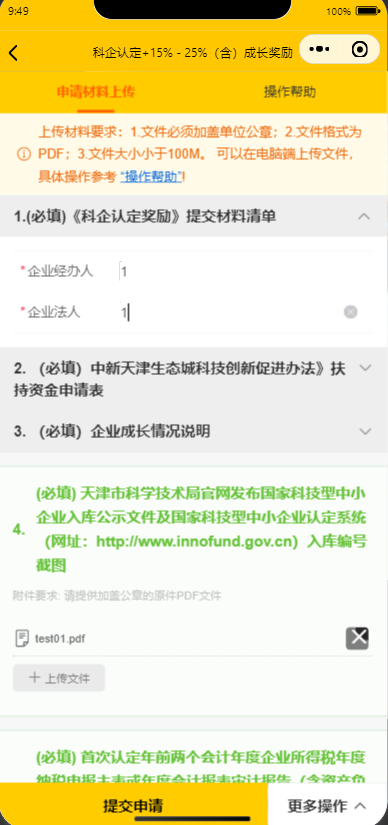 9:49
100%
科企认定+15% - 25%（含）成长奖励
申请材料上传
操作帮助
上传材料要求：1.文件必须加盖单位公章；2.文件格式为
PDF；3.文件大小小于100M。 可以在电脑端上传文件，
具体操作参考 “操作帮助”!
1.(必填)《科企认定奖励》提交材料清单
* 企业经办人 1
* 企业法人 1
2. （必填）中新天津生态城科技创新促进办法》扶
持资金申请表
3. （必填）企业成长情况说明
(必填) 天津市科学技术局官网发布国家科技型中小
企业入库公示文件及国家科技型中小企业认定系统
4.
（网址：http://www.innofund.gov.cn）入库编号
截图
附件要求: 请提供加盖公章的原件PDF文件
test01.pdf
上传文件
(必填) 首次认定年前两个会计年度企业所得税年度
纳税申报主表或年度会计报表审计报告（含资产负
提交申请
更多操作